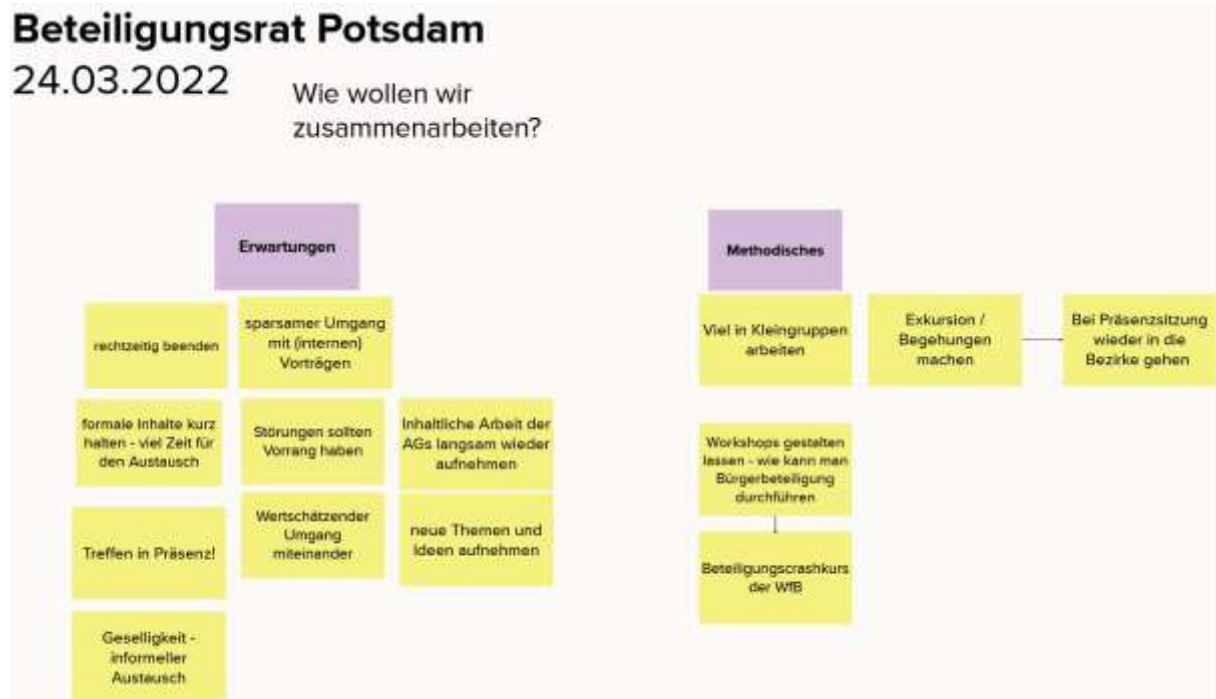 Beteiligungsrat Potsdam
24.03.2022
Wie wollen wir
zusammenarbeiten?
Erwartungen
rechtzeitig beenden
sparsamer Umgang
mit (internen)
Vorträgen
formale Inhalte kurz
halten - viel Zeit für
den Austausch
Störungen sollten
Vorrang haben
Inhaltliche Arbeit der
AGs langsam wieder
aufnehmen
Treffen in Präsenz!
Wertschätzender
Umgang
miteinander
neue Themen und
Ideen aufnehmen
Geselligkeit -
informeller
Austausch
Methodisches
Viel in Kleingruppen
arbeiten
Exkursion /
Begehungen
machen
Bei Präsenzsitzung
wieder in die
Bezirke gehen
Workshops gestalten
lassen - wie kann man
Bürgerbeteiligung
durchführen
Beteiligungscrashkurs
der WfB